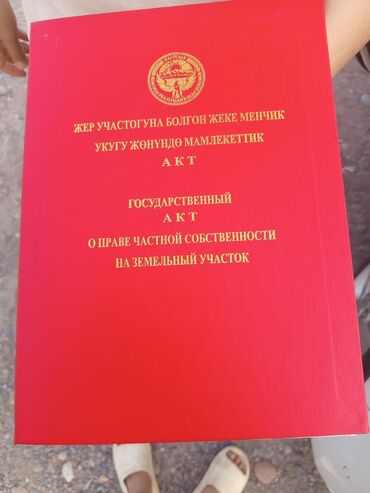 ЖЕР УЧАСТОГУНА БОЛГОН ЖЕКЕ МЕНЧИК
УКУГУ ЖӨНҮНДӨ МАМЛЕКЕТТИК
АКТ
ГОСУДАРСТВЕННЫЙ
АКТ
О ПРАВЕ ЧАСТНОЙ СОБСТВЕННОСТИ
НА ЗЕМЕЛЬНЫЙ УЧАСТОК